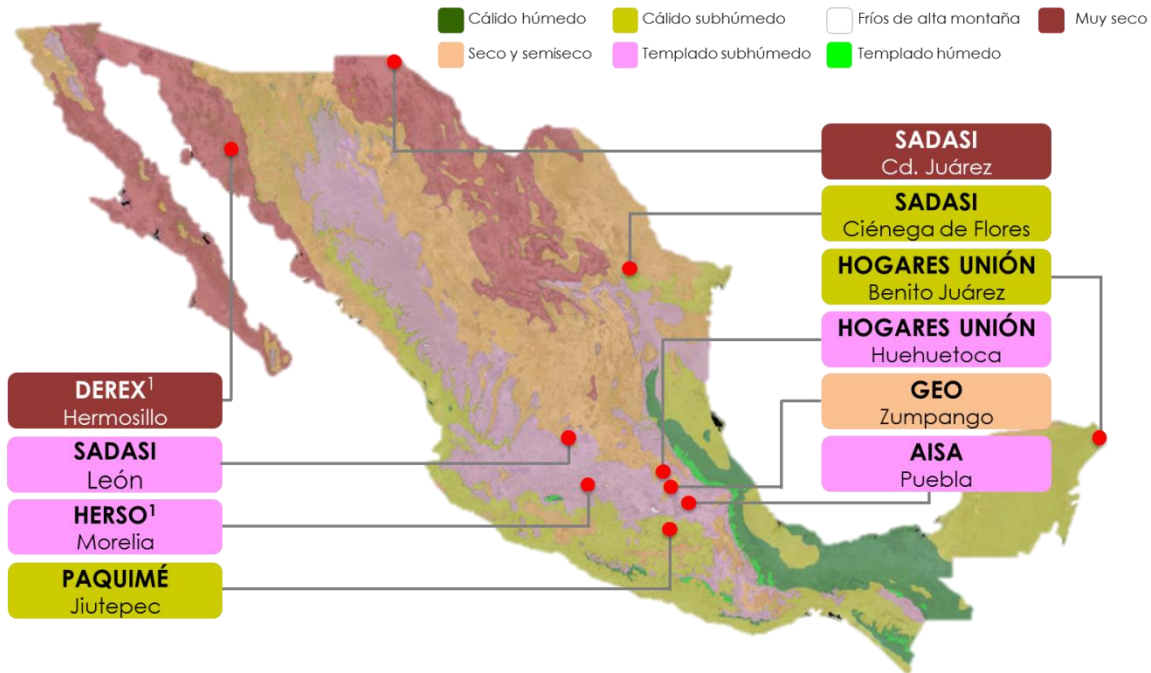 Cálido húmedo
Cálido subhúmedo
Fríos de alta montaña
Muy seco
Seco y semiseco
Templado subhúmedo
Templado húmedo
SADASI
Cd. Juárez
SADASI
Ciénega de Flores
HOGARES UNIÓN
Benito Juárez
HOGARES UNIÓN
Huehuetoca
GEO
Zumpango
AISA
Puebla
DEREX¹
Hermosillo
SADASI
León
HERSO¹
Morelia
PAQUIMÉ
Jiutepec